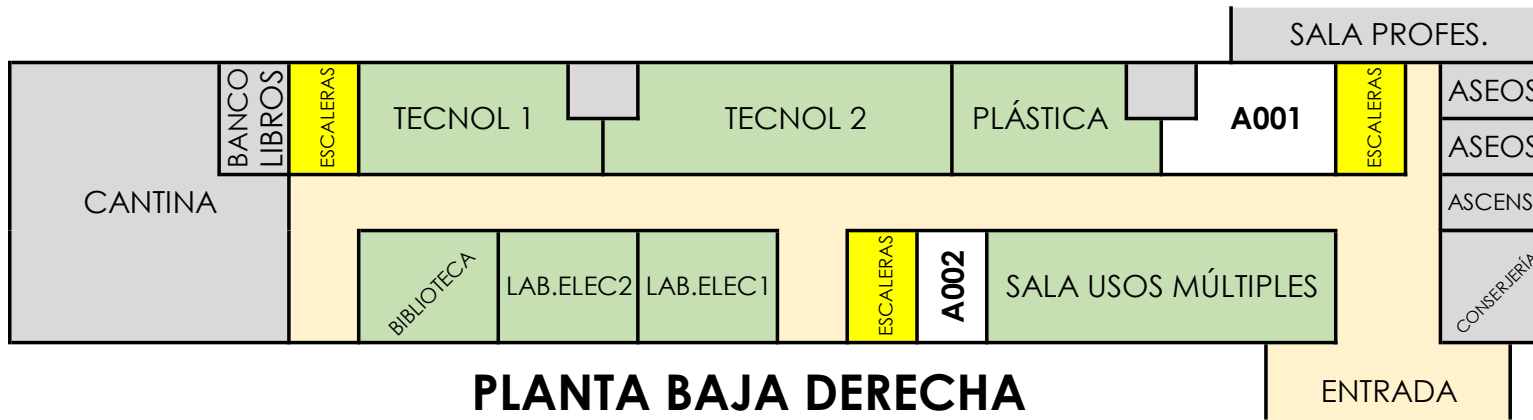 SALA PROFES.
BANCO
LIBROS
ESCALERAS
TECNOL 1
TECNOL 2
PLÁSTICA
A001
ESCALERAS
ASEOS
ASEOS
CANTINA
ASCENS
BIBLIOTECA
LAB.ELEC2
LAB.ELEC1
ESCALERAS
A002
SALA USOS MÚLTIPLES
CONSERJERÍA
PLANTA BAJA DERECHA
ENTRADA